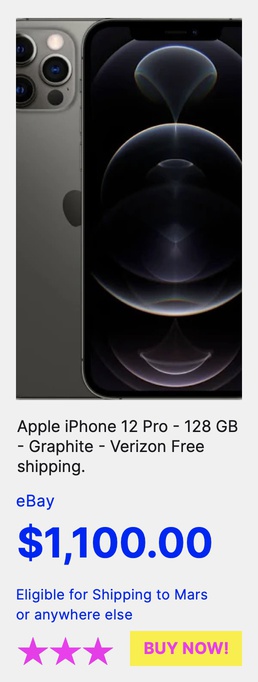 Apple iPhone 12 Pro - 128 GB
- Graphite - Verizon Free
shipping.
eBay
$1,100.00
Eligible for Shipping to Mars
or anywhere else
BUY NOW!